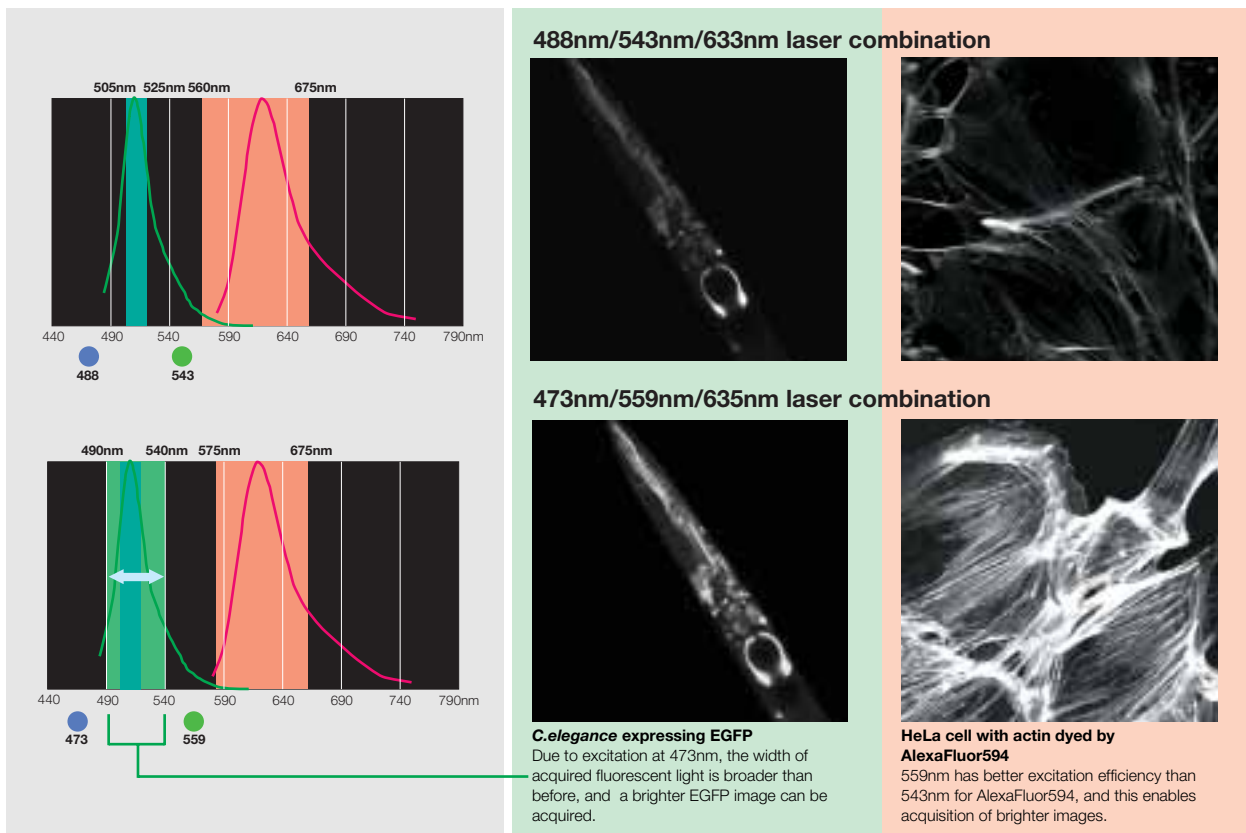 488nm/543nm/633nm laser combination
505nm 525nm 560nm 675nm
440 490 540 590 640 690 740 790nm
488 543
473nm/559nm/635nm laser combination
490nm 540nm 575nm 675nm
440 490 540 590 640 690 740 790nm
473 559
C.elegance expressing EGFP
Due to excitation at 473nm, the width of
acquired fluorescent light is broader than
before, and a brighter EGFP image can be
acquired.
HeLa cell with actin dyed by
AlexaFluor594
559nm has better excitation efficiency than
543nm for AlexaFluor594, and this enables
acquisition of brighter images.